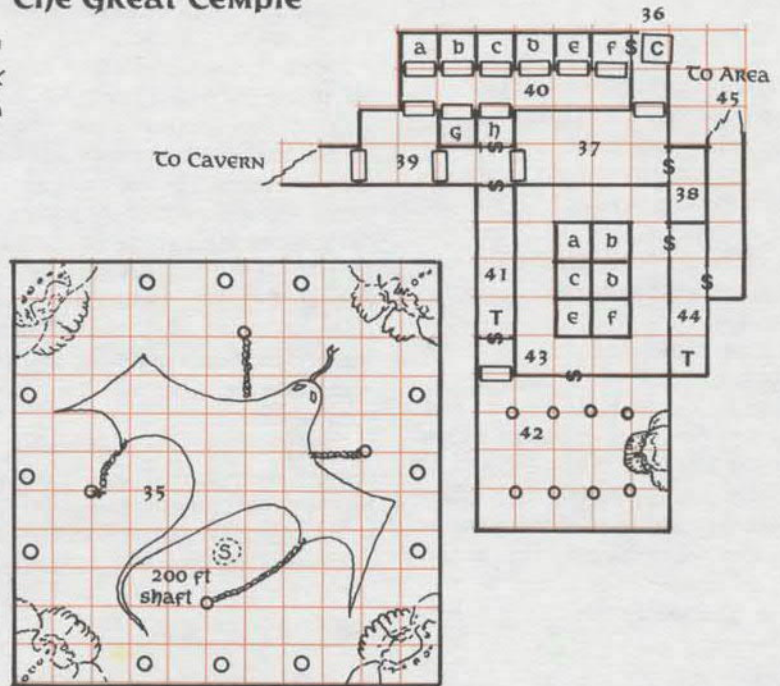 The Great Temple
36
a b c d e f S C
To Area
45
40
g h
S
To Cavern
39
37
S
S
38
a b
S
41
c d
S
T
e f
44
S
43
T
S
42
35
S
200 ft
shaft